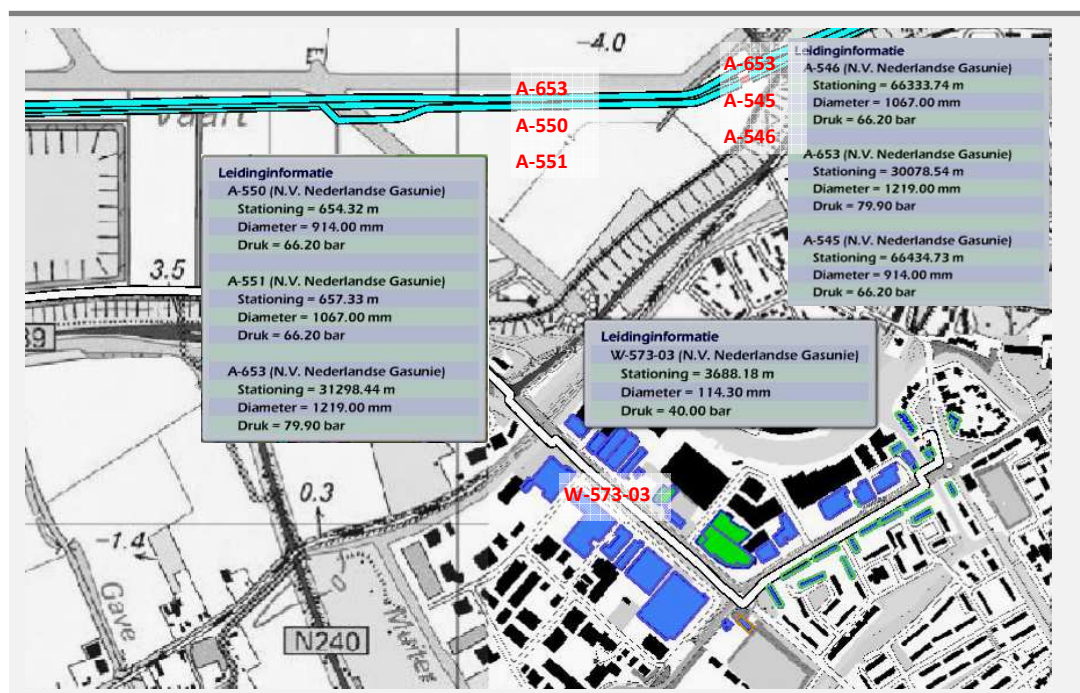 -4.0
A-653
A-550
A-551
A-653
A-545
A-546
Leidinginformatie
A-546 (N.V. Nederlandse Gasunie)
Stationing = 66333.74 m
Diameter = 1067.00 mm
Druk = 66.20 bar
A-653 (N.V. Nederlandse Gasunie)
Stationing = 30078.54 m
Diameter = 1219.00 mm
Druk = 79.90 bar
A-545 (N.V. Nederlandse Gasunie)
Stationing = 66434.73 m
Diameter = 914.00 mm
Druk = 66.20 bar
Vaart
Leidinginformatie
A-550 (N.V. Nederlandse Gasunie)
Stationing = 654.32 m
Diameter = 914.00 mm
Druk = 66.20 bar
A-551 (N.V. Nederlandse Gasunie)
Stationing = 657.33 m
Diameter = 1067.00 mm
Druk = 66.20 bar
A-653 (N.V. Nederlandse Gasunie)
Stationing = 31298.44 m
Diameter = 1219.00 mm
Druk = 79.90 bar
3.5
Leidinginformatie
W-573-03 (N.V. Nederlandse Gasunie)
Stationing = 3688.18 m
Diameter = 114.30 mm
Druk = 40.00 bar
W-573-03
0.3
-1.4
Gave
N240